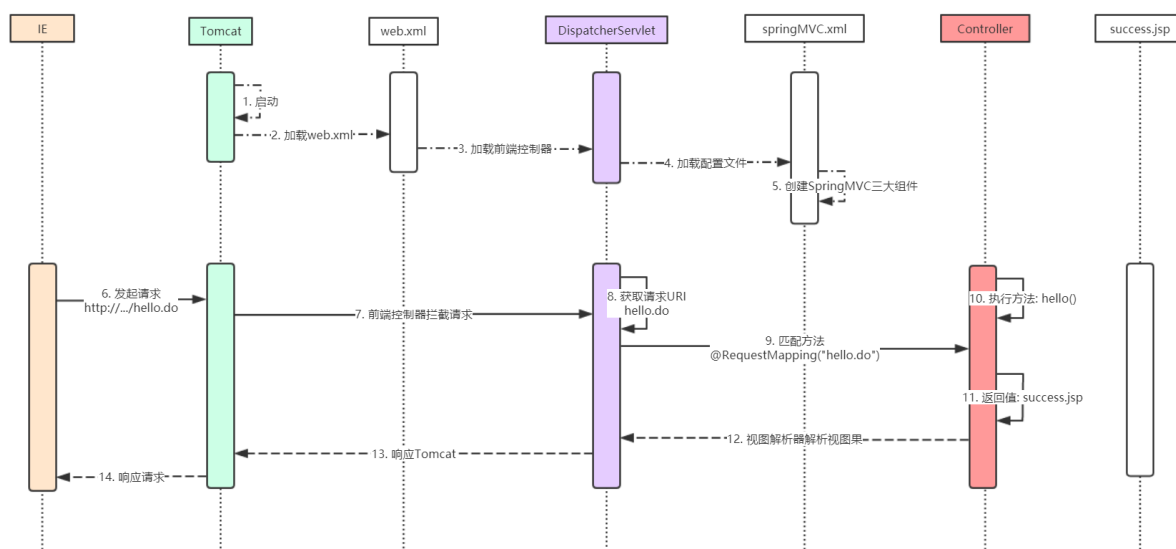 IE
Tomcat
web.xml
DispatcherServlet
springMVC.xml
Controller
success.jsp
1. 启动
2. 加载web.xml
3. 加载前端控制器
4. 加载配置文件
5. 创建SpringMVC三大组件
6. 发起请求
http://.../hello.do
7. 前端控制器拦截请求
8. 获取请求URI
hello.do
9. 匹配方法
@RequestMapping("hello.do")
10. 执行方法: hello()
11. 返回值: success.jsp
12. 视图解析器解析视图果
13. 响应Tomcat
14. 响应请求